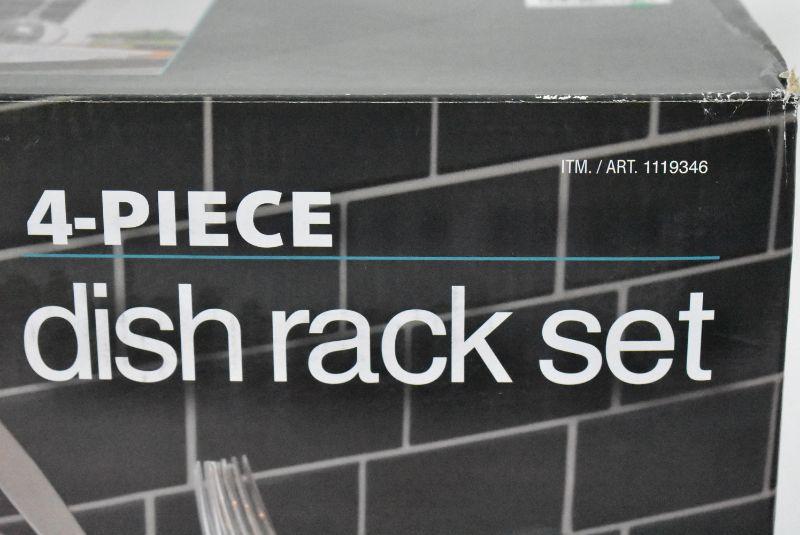 ITM. / ART. 1119346
4-PIECE
dish rack set